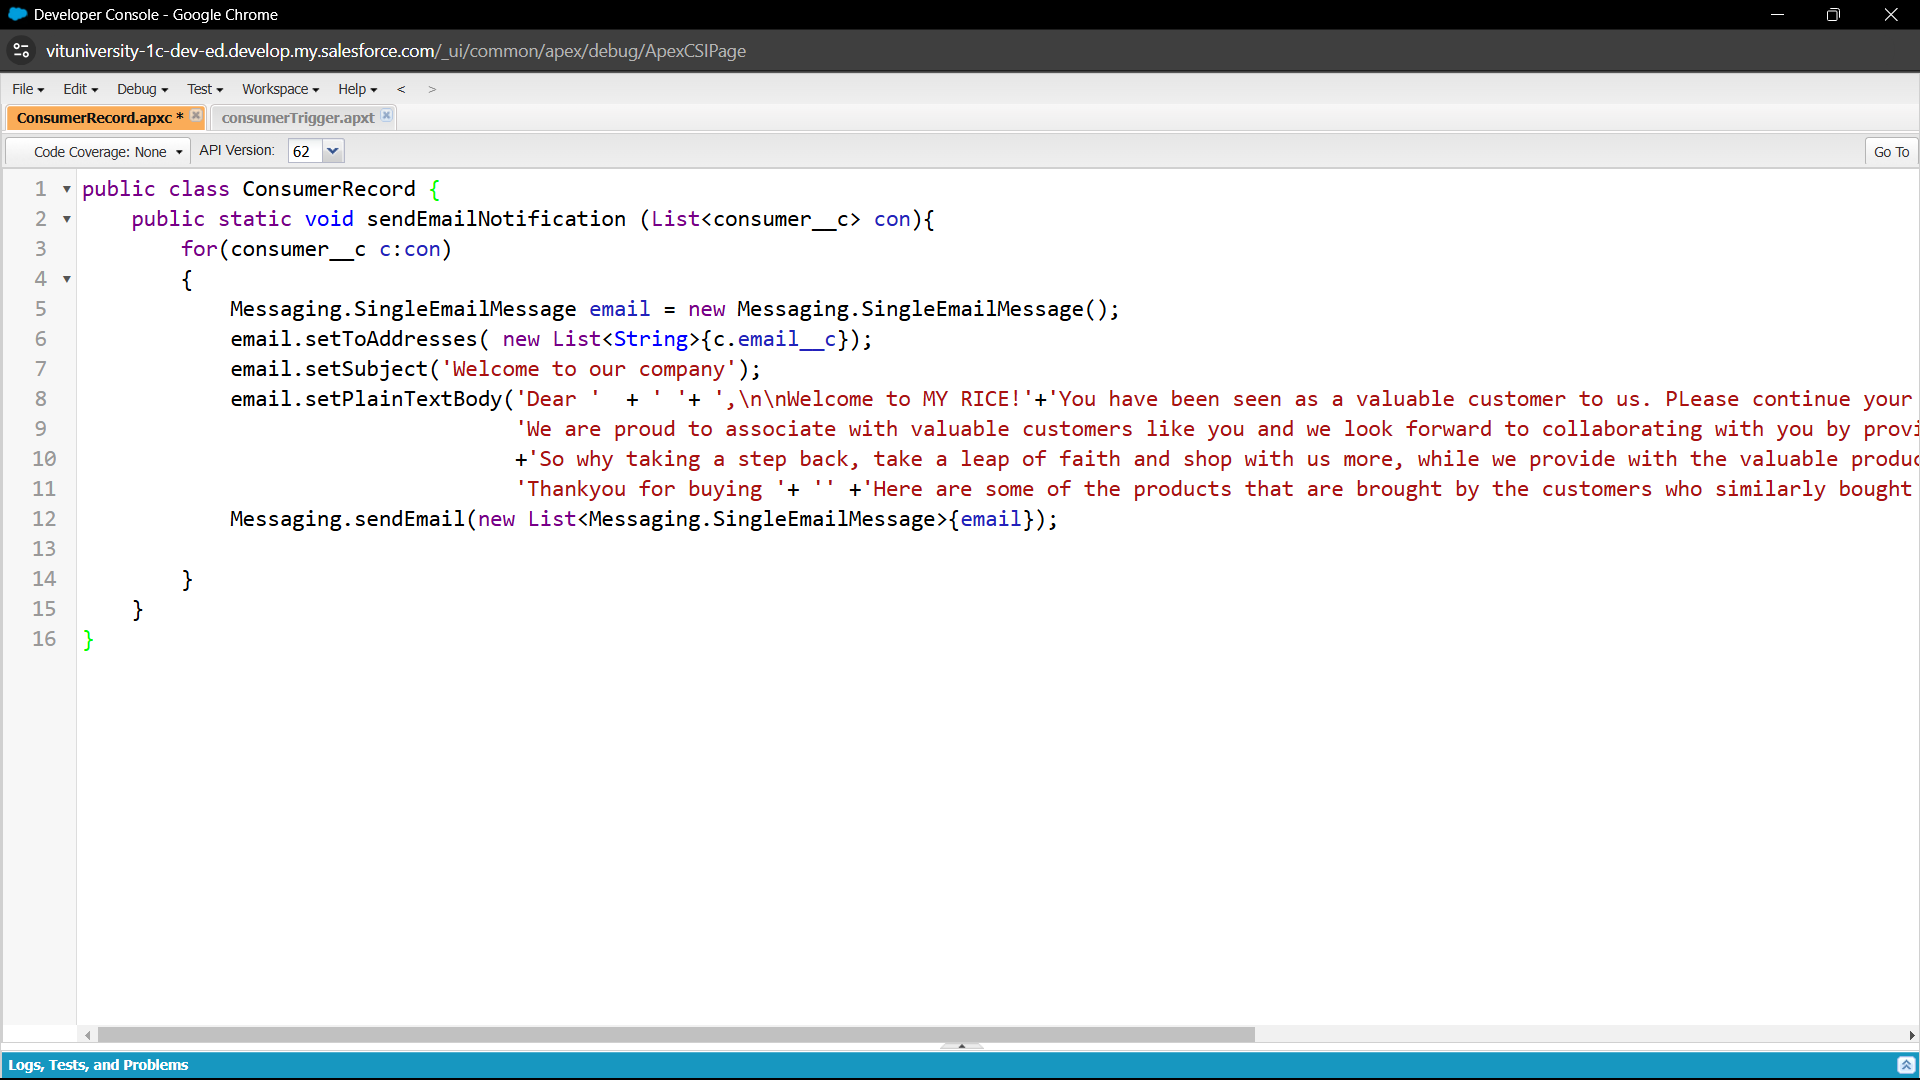 Developer Console - Google Chrome
vituniversity-1c-dev-ed.develop.my.salesforce.com/_ui/common/apex/debug/ApexCSIPage
File Edit Debug Test Workspace Help < >
ConsumerRecord.apxc * consumerTrigger.apxt
Code Coverage: None API Version: 62 Go To
1 public class ConsumerRecord {
2 public static void sendEmailNotification (List<consumer__c> con){
3 for(consumer__c c:con)
4 {
5 Messaging.SingleEmailMessage email = new Messaging.SingleEmailMessage();
6 email.setToAddresses( new List<String>{c.email__c});
7 email.setSubject('Welcome to our company');
8 email.setPlainTextBody('Dear ' + ' '+ ',\n\nWelcome to MY RICE!'+'You have been seen as a valuable customer to us. PLease continue your
9 'We are proud to associate with valuable customers like you and we look forward to collaborating with you by provi
10 +'So why taking a step back, take a leap of faith and shop with us more, while we provide with the valuable produc
11 'Thankyou for buying '+ '' +'Here are some of the products that are brought by the customers who similarly bought
12 Messaging.sendEmail(new List<Messaging.SingleEmailMessage>{email});
13
14 }
15 }
16 }
Logs, Tests, and Problems